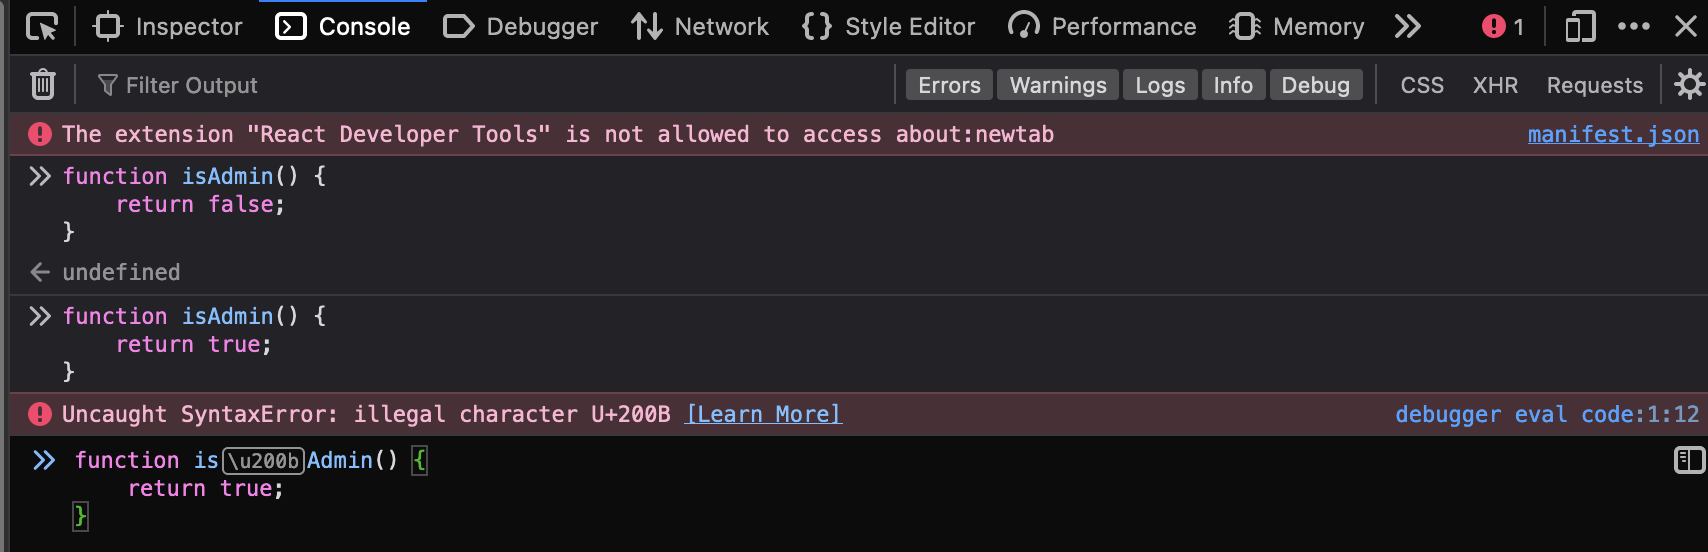 Inspector Console Debugger Network Style Editor Performance Memory 1
Filter Output Errors Warnings Logs Info Debug CSS XHR Requests
The extension "React Developer Tools" is not allowed to access about:newtab manifest.json
function isAdmin() {
    return false;
}
undefined
function isAdmin() {
    return true;
}
Uncaught SyntaxError: illegal character U+200B [Learn More] debugger eval code:1:12
function is\u200bAdmin() {
    return true;
}